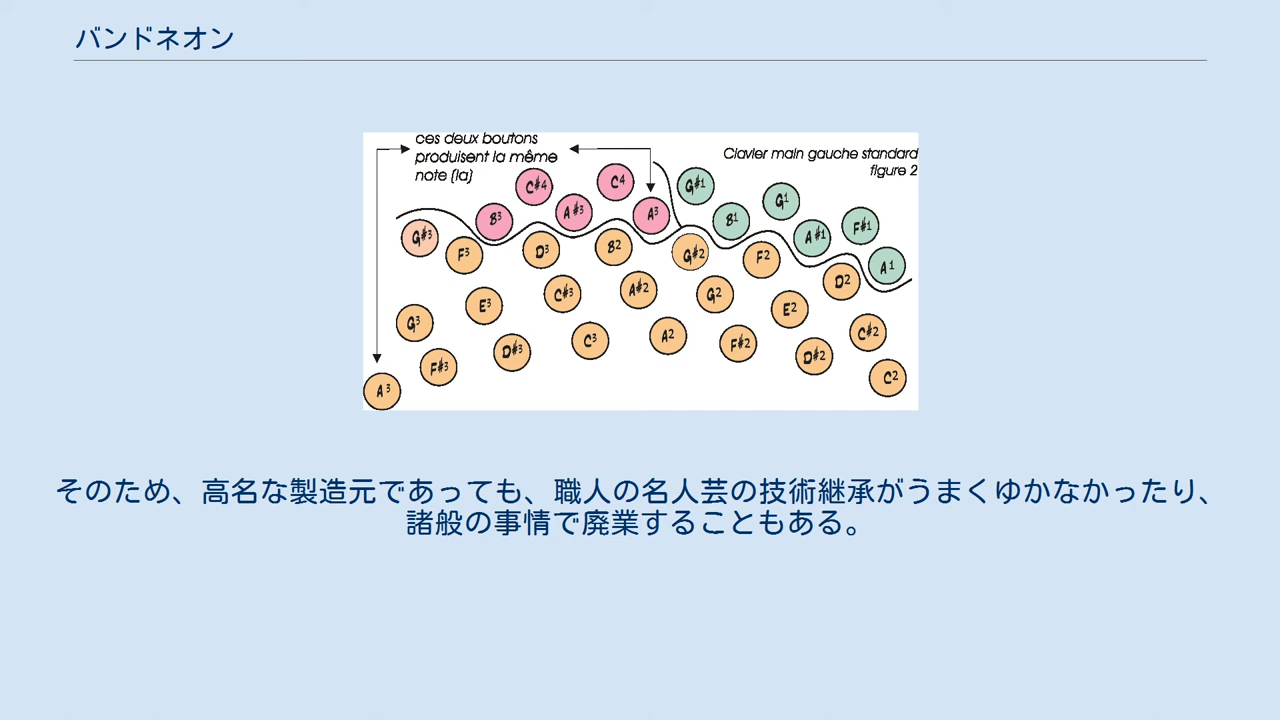 バンドネオン
ces deux boutons
produisent la même
note (la)
Clavier main gauche standard
figure 2
C#4 C4 G#1 G1
B3 A#3 A3 B1 F#1
G#3 F3 D3 B2 G#2 F2 A#1 A1
E3 C#3 A#2 G2 E2 D2
G3 D#3 C3 A2 F#2 D#2 C#2
A3 F#3 C2
そのため、高名な製造元であっても、職人の名人芸の技術継承がうまくゆかなかったり、
諸般の事情で廃業することもある。